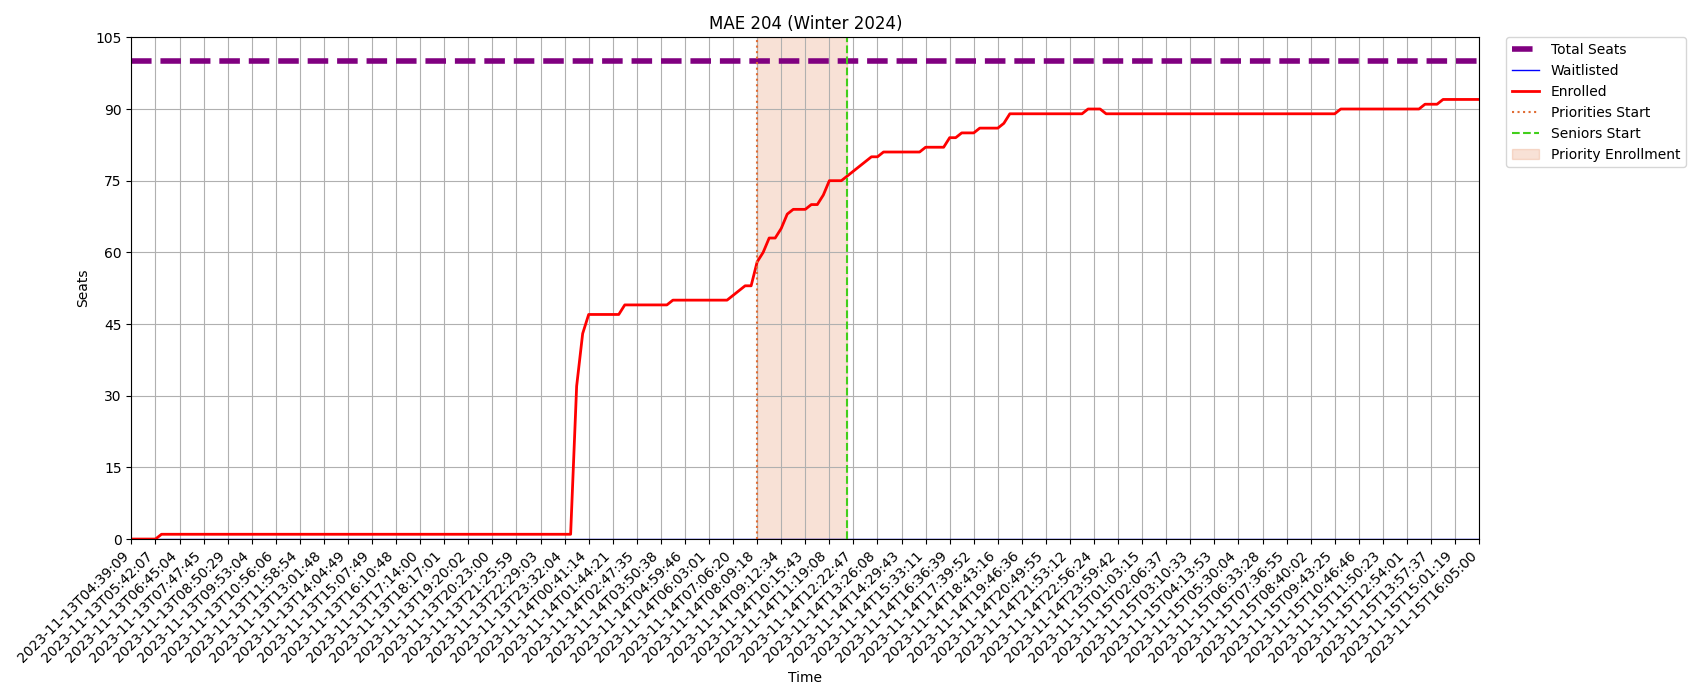 MAE 204 (Winter 2024)
105
90
75
60
45
30
15
0
Seats
Total Seats
Waitlisted
Enrolled
Priorities Start
Seniors Start
Priority Enrollment
2023-11-13T04:39:09
2023-11-13T05:42:07
2023-11-13T06:45:04
2023-11-13T07:47:45
2023-11-13T08:50:29
2023-11-13T09:53:04
2023-11-13T10:56:06
2023-11-13T11:58:54
2023-11-13T13:01:48
2023-11-13T14:04:49
2023-11-13T15:07:49
2023-11-13T16:10:48
2023-11-13T17:14:00
2023-11-13T18:17:01
2023-11-13T19:20:02
2023-11-13T20:23:00
2023-11-13T21:25:59
2023-11-13T22:29:03
2023-11-13T23:32:04
2023-11-14T00:41:14
2023-11-14T01:44:21
2023-11-14T02:47:35
2023-11-14T03:50:38
2023-11-14T04:59:46
2023-11-14T06:03:01
2023-11-14T07:06:20
2023-11-14T08:09:18
2023-11-14T09:12:34
2023-11-14T10:15:43
2023-11-14T11:19:08
2023-11-14T12:22:47
2023-11-14T13:26:08
2023-11-14T14:29:43
2023-11-14T15:33:11
2023-11-14T16:36:39
2023-11-14T17:39:52
2023-11-14T18:43:16
2023-11-14T19:46:36
2023-11-14T20:49:55
2023-11-14T21:53:12
2023-11-14T22:56:24
2023-11-14T23:59:42
2023-11-15T01:03:15
2023-11-15T02:06:37
2023-11-15T03:10:33
2023-11-15T04:13:53
2023-11-15T05:30:04
2023-11-15T06:33:28
2023-11-15T07:36:55
2023-11-15T08:40:02
2023-11-15T09:43:25
2023-11-15T10:46:46
2023-11-15T11:50:23
2023-11-15T12:54:01
2023-11-15T13:57:37
2023-11-15T15:01:19
2023-11-15T16:05:00
Time